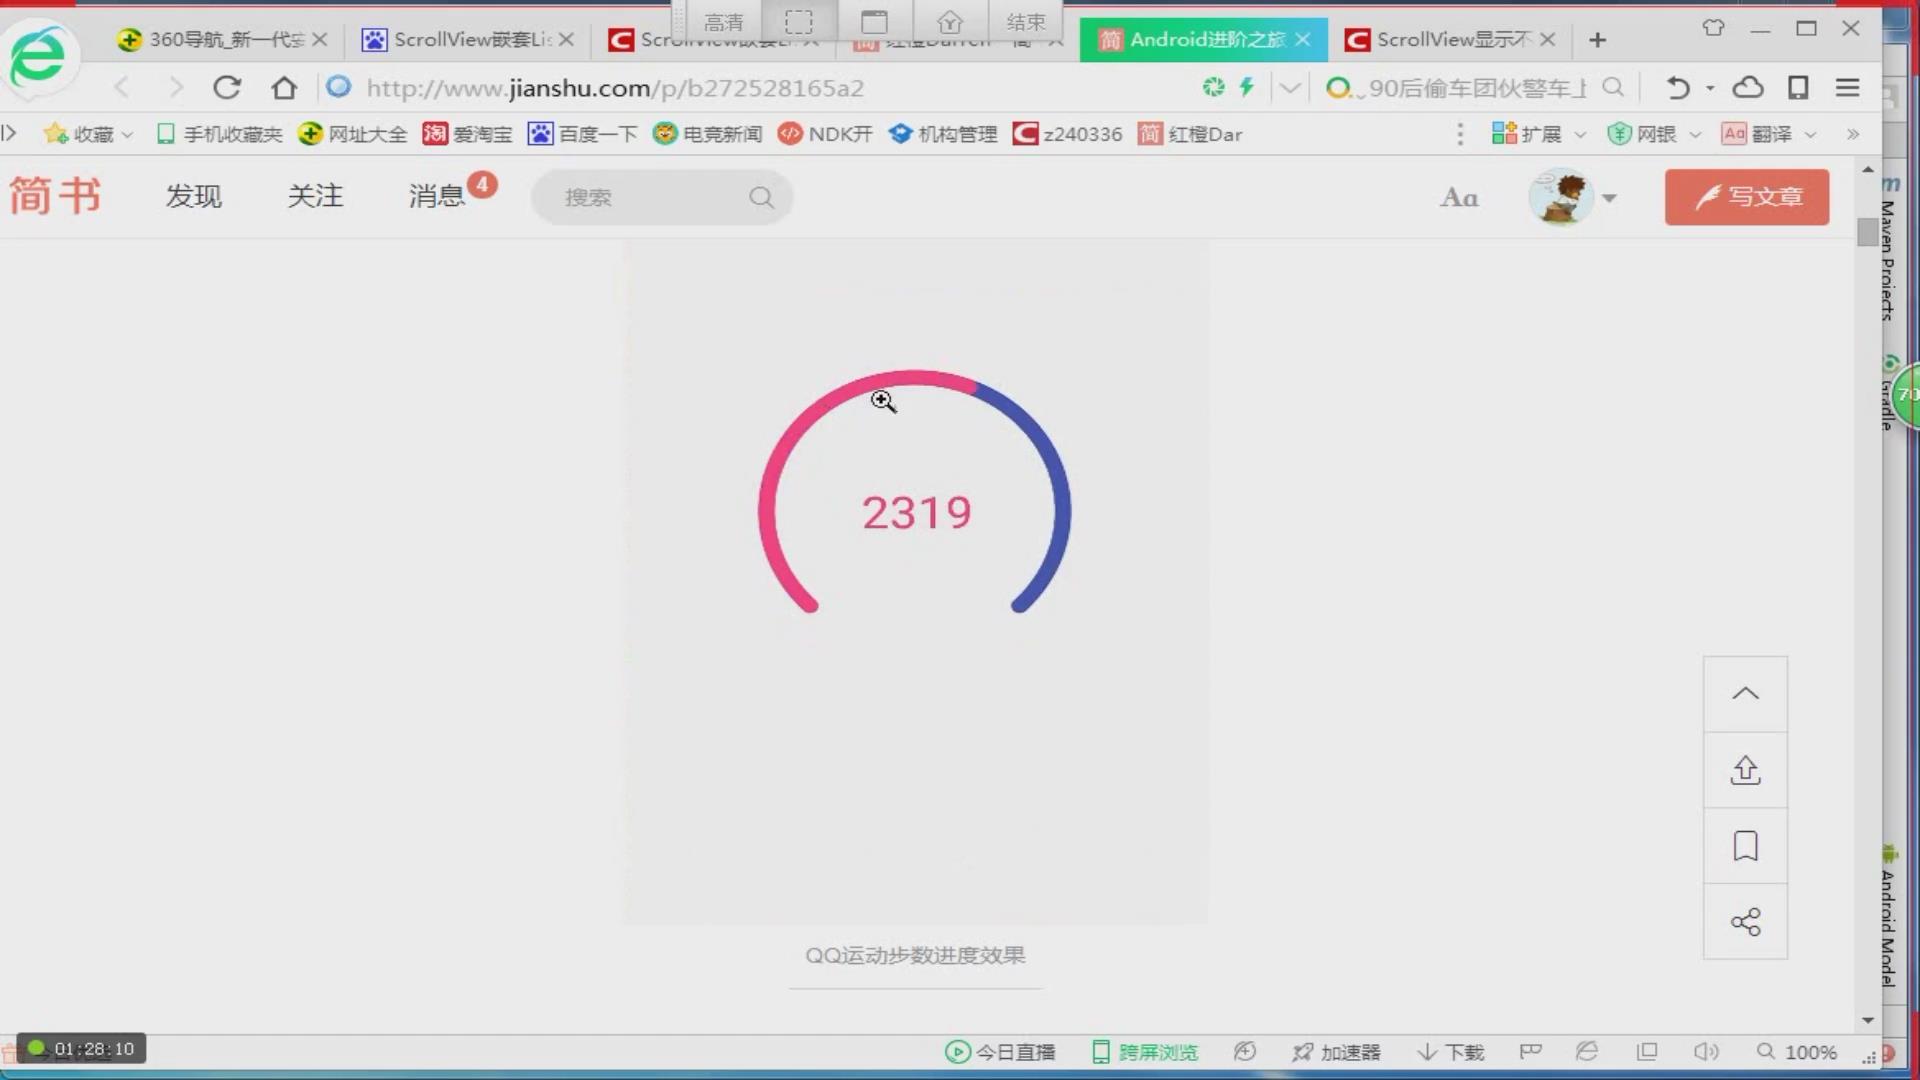 高清
结束
360导航_新一代安
ScrollView嵌套Lis
Android进阶之旅
ScrollView显示不
http://www.jianshu.com/p/b272528165a2
90后偷车团伙警车上
收藏
手机收藏夹
网址大全
爱淘宝
百度一下
电竞新闻
NDK开
机构管理
z240336
红橙Dar
扩展
网银
翻译
简书
发现
关注
消息
4
搜索
Aa
写文章
Maven Projects
Gradle
70
2319
Android Model
QQ运动步数进度效果
01:28:10
今日直播
跨屏浏览
加速器
下载
100%